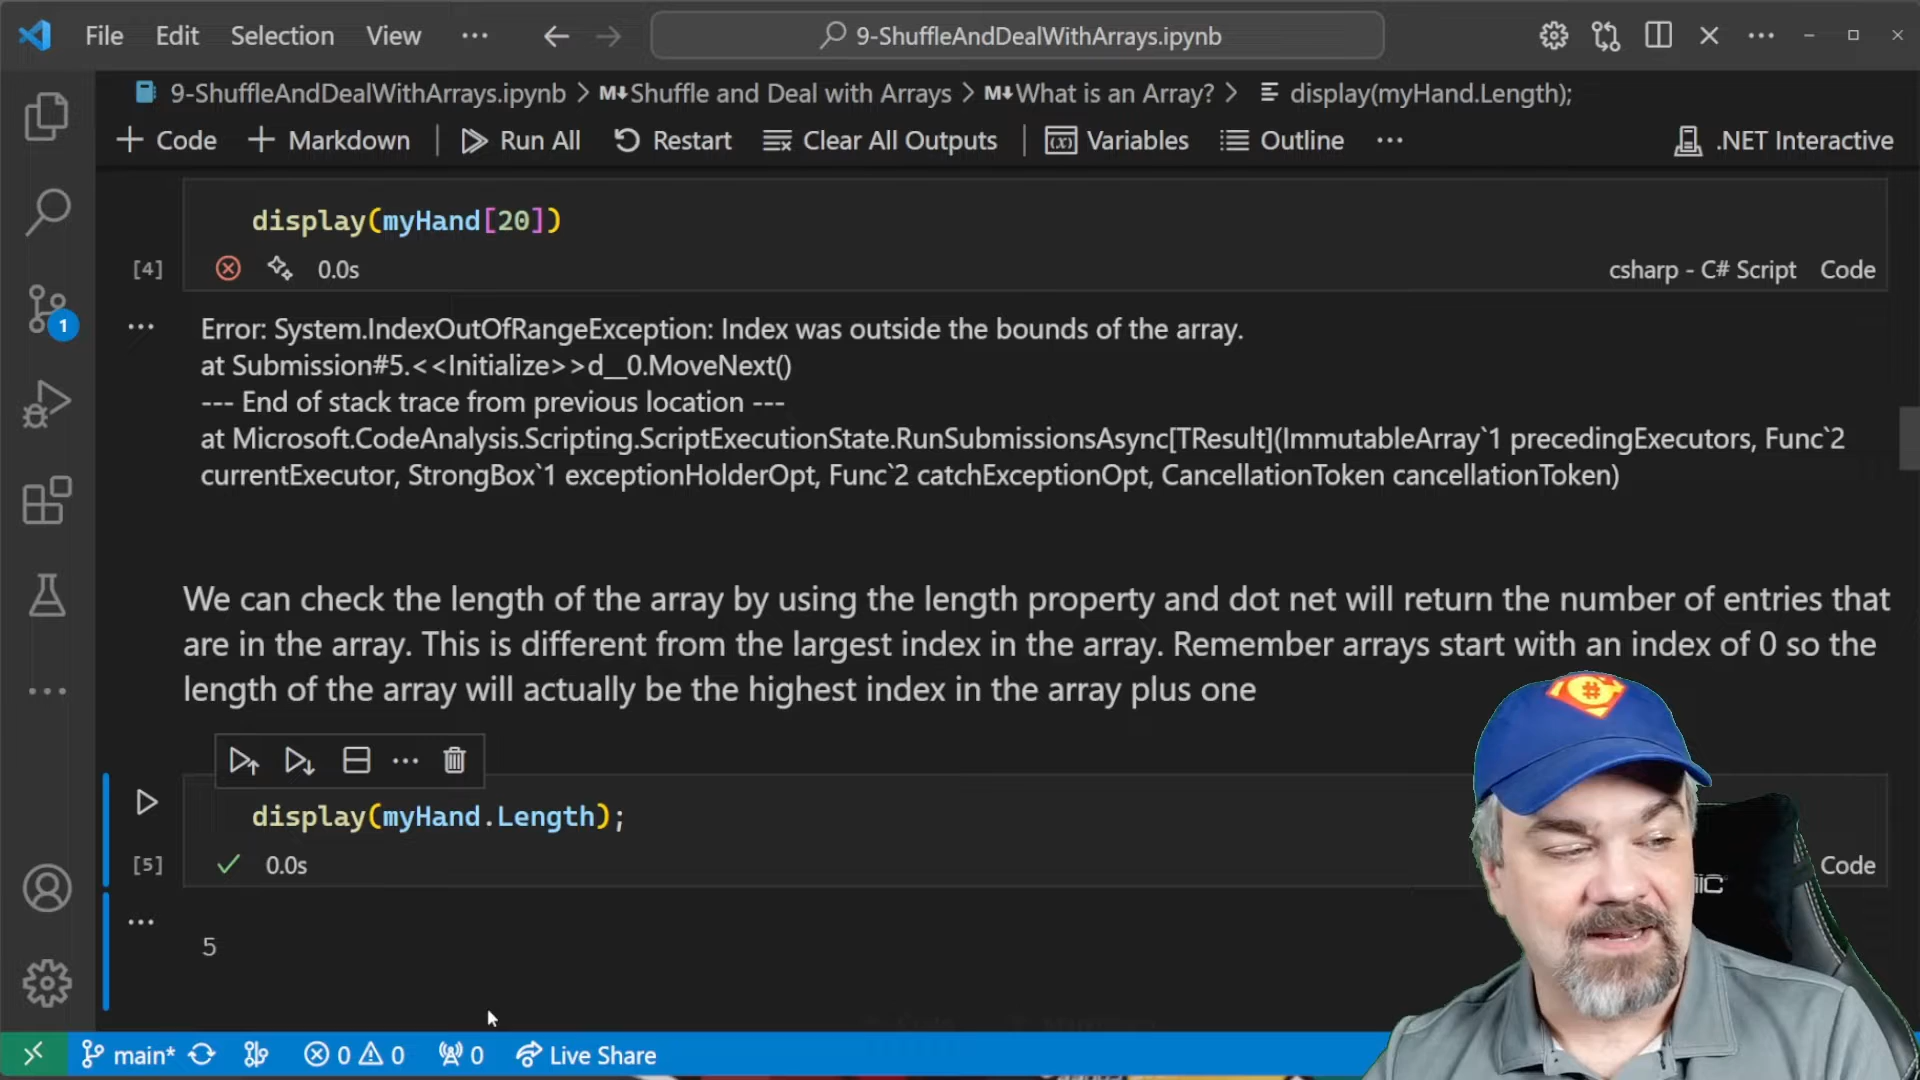 File Edit Selection View ... 9-ShuffleAndDealWithArrays.ipynb
9-ShuffleAndDealWithArrays.ipynb > M↓ Shuffle and Deal with Arrays > M↓ What is an Array? > display(myHand.Length);
+ Code + Markdown | Run All Restart Clear All Outputs | Variables Outline ... .NET Interactive
display(myHand[20])
[4] 0.0s csharp - C# Script Code
Error: System.IndexOutOfRangeException: Index was outside the bounds of the array.
at Submission#5.<<Initialize>>d__0.MoveNext()
--- End of stack trace from previous location ---
at Microsoft.CodeAnalysis.Scripting.ScriptExecutionState.RunSubmissionsAsync[TResult](ImmutableArray`1 precedingExecutors, Func`2
currentExecutor, StrongBox`1 exceptionHolderOpt, Func`2 catchExceptionOpt, CancellationToken cancellationToken)
We can check the length of the array by using the length property and dot net will return the number of entries that
are in the array. This is different from the largest index in the array. Remember arrays start with an index of 0 so the
length of the array will actually be the highest index in the array plus one
display(myHand.Length);
[5] 0.0s Code
5
1
main* 0 0 0 Live Share